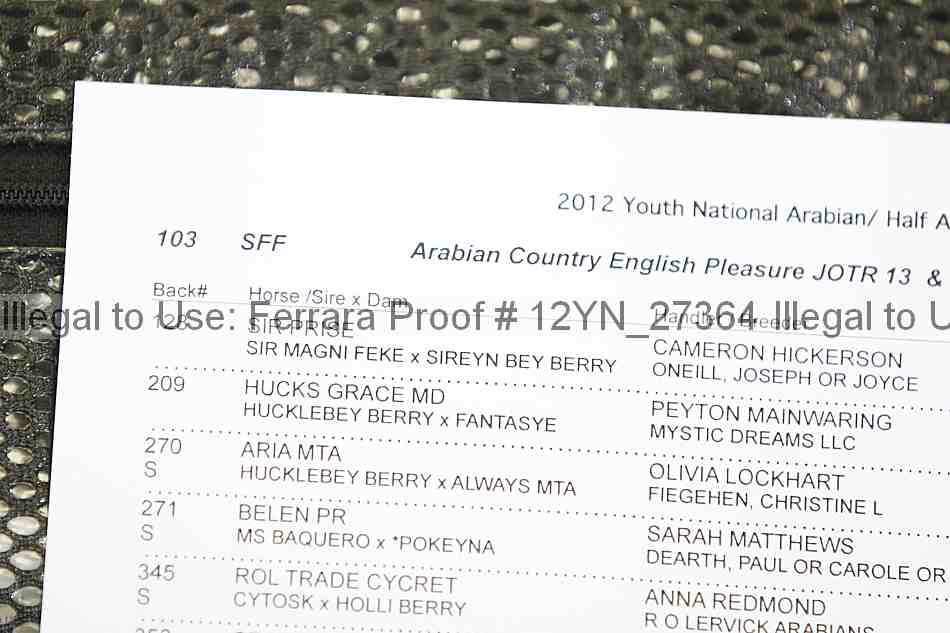 2012 Youth National Arabian/ Half A
103 SFF Arabian Country English Pleasure JOTR 13 &
Back# Horse /Sire x Dam Handler Breeder
Illegal to Use: Ferrara Proof # 12YN_27364. Illegal to U
SIR PRISE CAMERON HICKERSON
SIR MAGNI FEKE x SIREYN BEY BERRY ONEILL, JOSEPH OR JOYCE
209 HUCKS GRACE MD PEYTON MAINWARING
HUCKLEBEY BERRY x FANTASYE MYSTIC DREAMS LLC
270 ARIA MTA OLIVIA LOCKHART
S HUCKLEBEY BERRY x ALWAYS MTA FIEGEHEN, CHRISTINE L
271 BELEN PR SARAH MATTHEWS
S MS BAQUERO x *POKEYNA DEARTH, PAUL OR CAROLE OR
345 ROL TRADE CYCRET ANNA REDMOND
S CYTOSK x HOLLI BERRY R O LERVICK ARABIANS